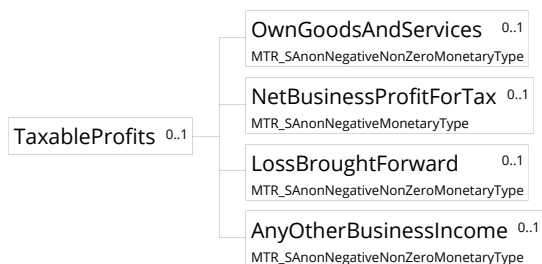 OwnGoodsAndServices 0..1
MTR_SAnonNegativeNonZeroMonetaryType
NetBusinessProfitForTax 0..1
MTR_SAnonNegativeMonetaryType
TaxableProfits 0..1
LossBroughtForward 0..1
MTR_SAnonNegativeNonZeroMonetaryType
AnyOtherBusinessIncome 0..1
MTR_SAnonNegativeNonZeroMonetaryType